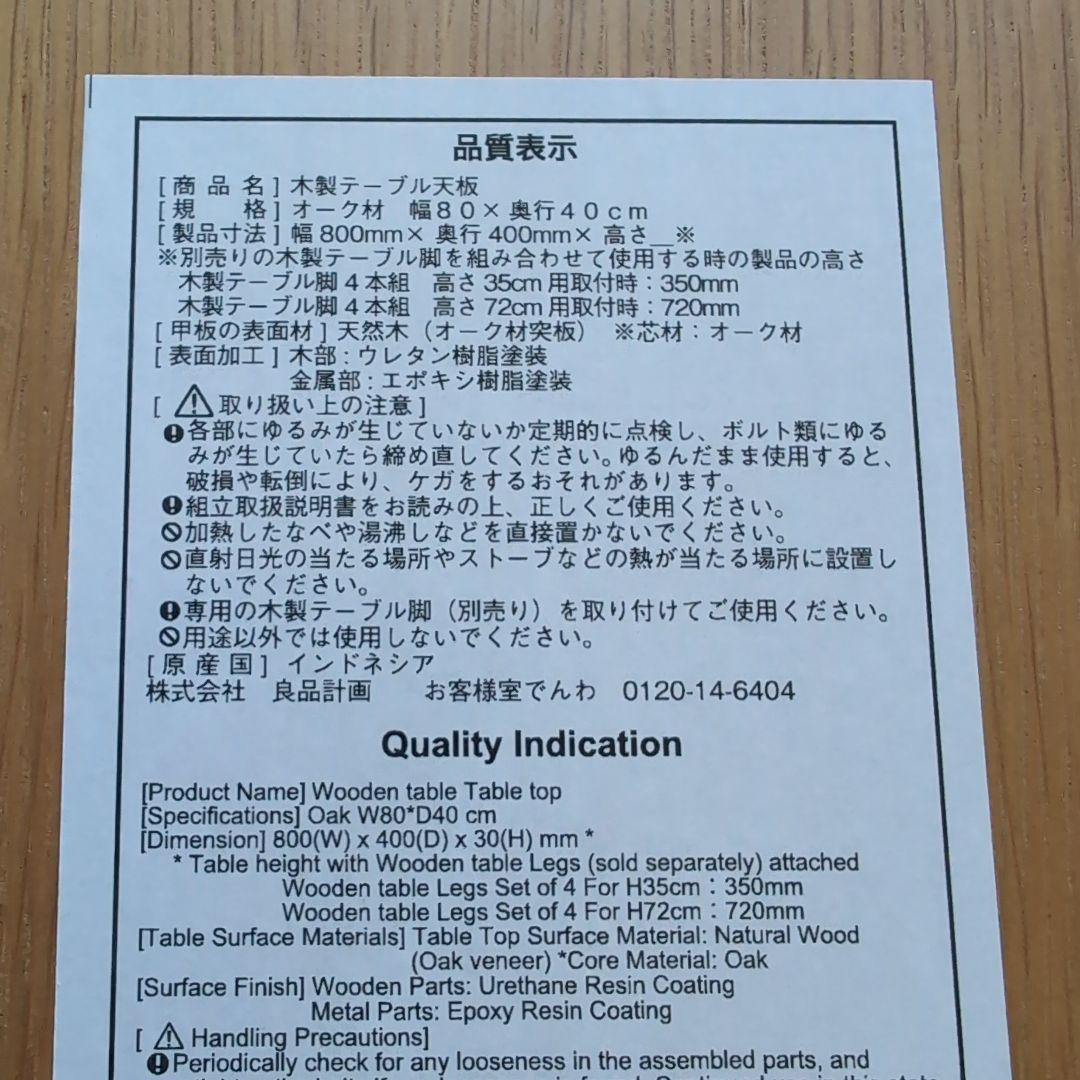 品質表示
[商品名] 木製テーブル天板
[規　格] オーク材　幅８０×奥行４０ｃｍ
[製品寸法] 幅800mm× 奥行400mm× 高さ__※
※別売りの木製テーブル脚を組み合わせて使用する時の製品の高さ
木製テーブル脚４本組　高さ35cm用取付時：350mm
木製テーブル脚４本組　高さ72cm用取付時：720mm
[甲板の表面材] 天然木（オーク材突板）　※芯材：オーク材
[表面加工] 木部：ウレタン樹脂塗装
金属部：エポキシ樹脂塗装
[⚠取り扱い上の注意]
各部にゆるみが生じていないか定期的に点検し、ボルト類にゆる
みが生じていたら締め直してください。ゆるんだまま使用すると、
破損や転倒により、ケガをするおそれがあります。
組立取扱説明書をお読みの上、正しくご使用ください。
加熱したなべや湯沸しなどを直接置かないでください。
直射日光の当たる場所やストーブなどの熱が当たる場所に設置し
ないでください。
専用の木製テーブル脚（別売り）を取り付けてご使用ください。
用途以外では使用しないでください。
[原産国] インドネシア
株式会社　良品計画　　お客様室でんわ　0120-14-6404
Quality Indication
[Product Name] Wooden table Table top
[Specifications] Oak W80*D40 cm
[Dimension] 800(W) x 400(D) x 30(H) mm *
* Table height with Wooden table Legs (sold separately) attached
Wooden table Legs Set of 4 For H35cm：350mm
Wooden table Legs Set of 4 For H72cm：720mm
[Table Surface Materials] Table Top Surface Material: Natural Wood
(Oak veneer) *Core Material: Oak
[Surface Finish] Wooden Parts: Urethane Resin Coating
Metal Parts: Epoxy Resin Coating
[⚠ Handling Precautions]
Periodically check for any looseness in the assembled parts, and